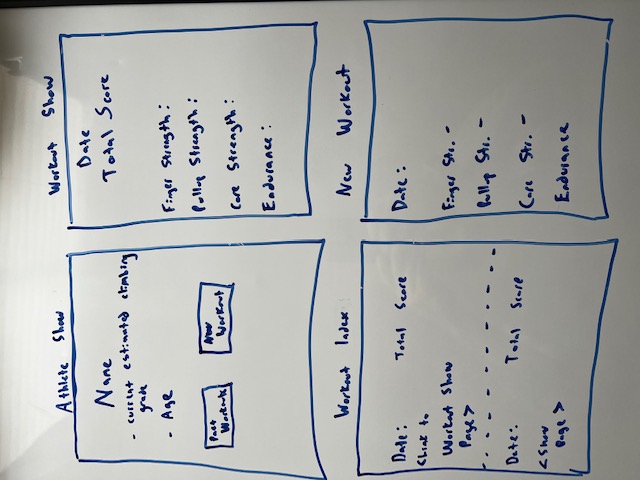 Athlete Show
Name
- current estimated climbing
grade
- Age
Past
Workouts
New
Workout
Workout Show
Date
Total Score
Finger Strength:
Pullup Strength:
Core Strength:
Endurance:
Workout Index
Date: Total Score
<Link to
Workout Show
Page>
Date: Total Score
<Show
Page>
New Workout
Date:
Finger Str. -
Pullup Str. -
Core Str. -
Endurance